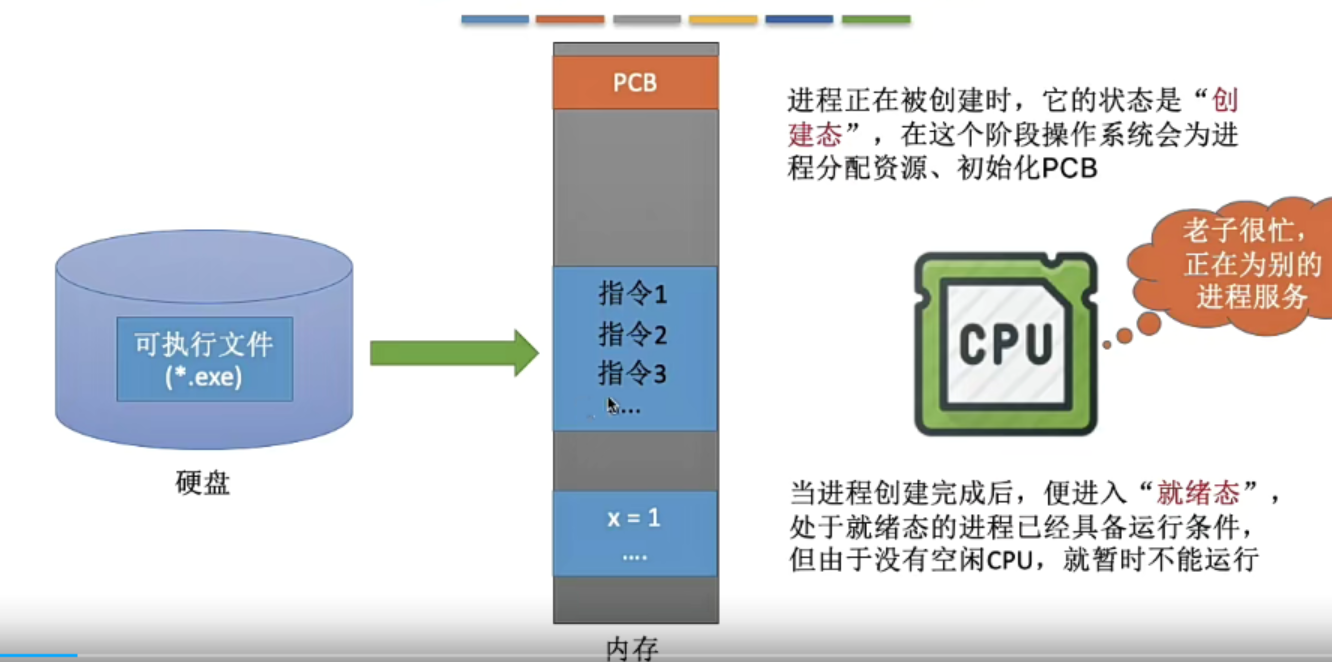 PCB
进程正在被创建时，它的状态是“创
建态”，在这个阶段操作系统会为进
程分配资源、初始化PCB
老子很忙，
正在为别的
进程服务
指令1
指令2
指令3
....
可执行文件
(*.exe)
CPU
硬盘
当进程创建完成后，便进入“就绪态”，
处于就绪态的进程已经具备运行条件，
但由于没有空闲CPU，就暂时不能运行
x = 1
....
内存